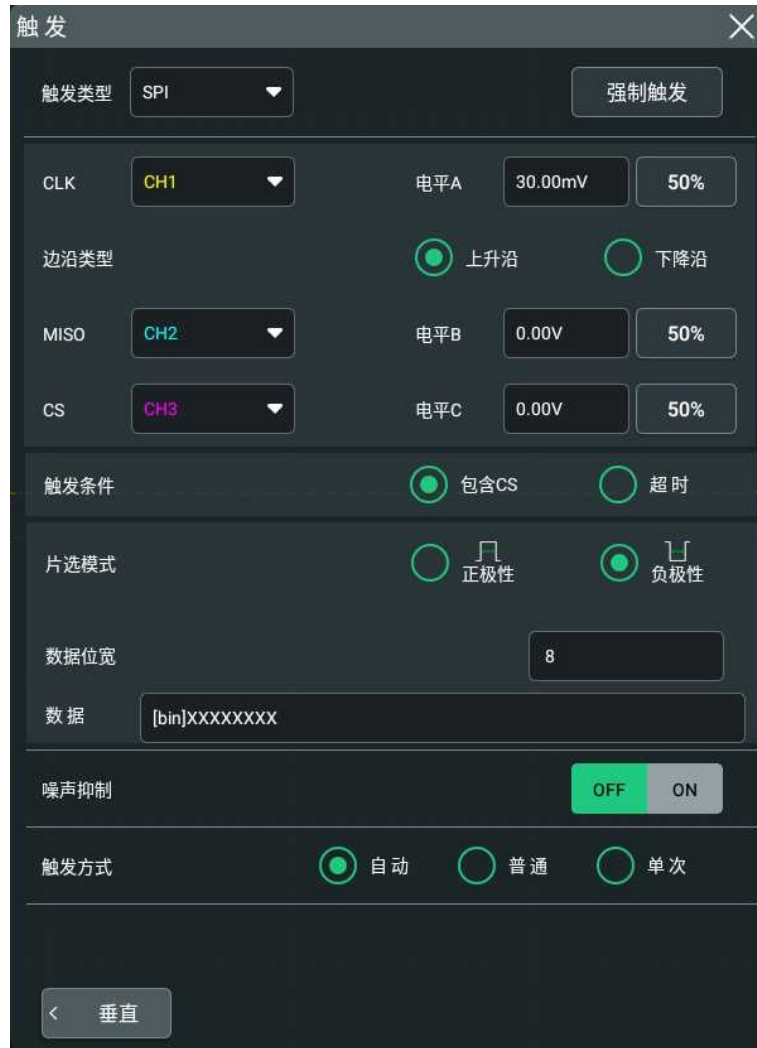 触发
触发类型 SPI 强制触发
CLK CH1 电平A 30.00mV 50%
边沿类型 上升沿 下降沿
MISO CH2 电平B 0.00V 50%
CS CH3 电平C 0.00V 50%
触发条件 包含CS 超时
片选模式 正极性 负极性
数据位宽 8
数据 [bin]XXXXXXXX
噪声抑制 OFF ON
触发方式 自动 普通 单次
垂直